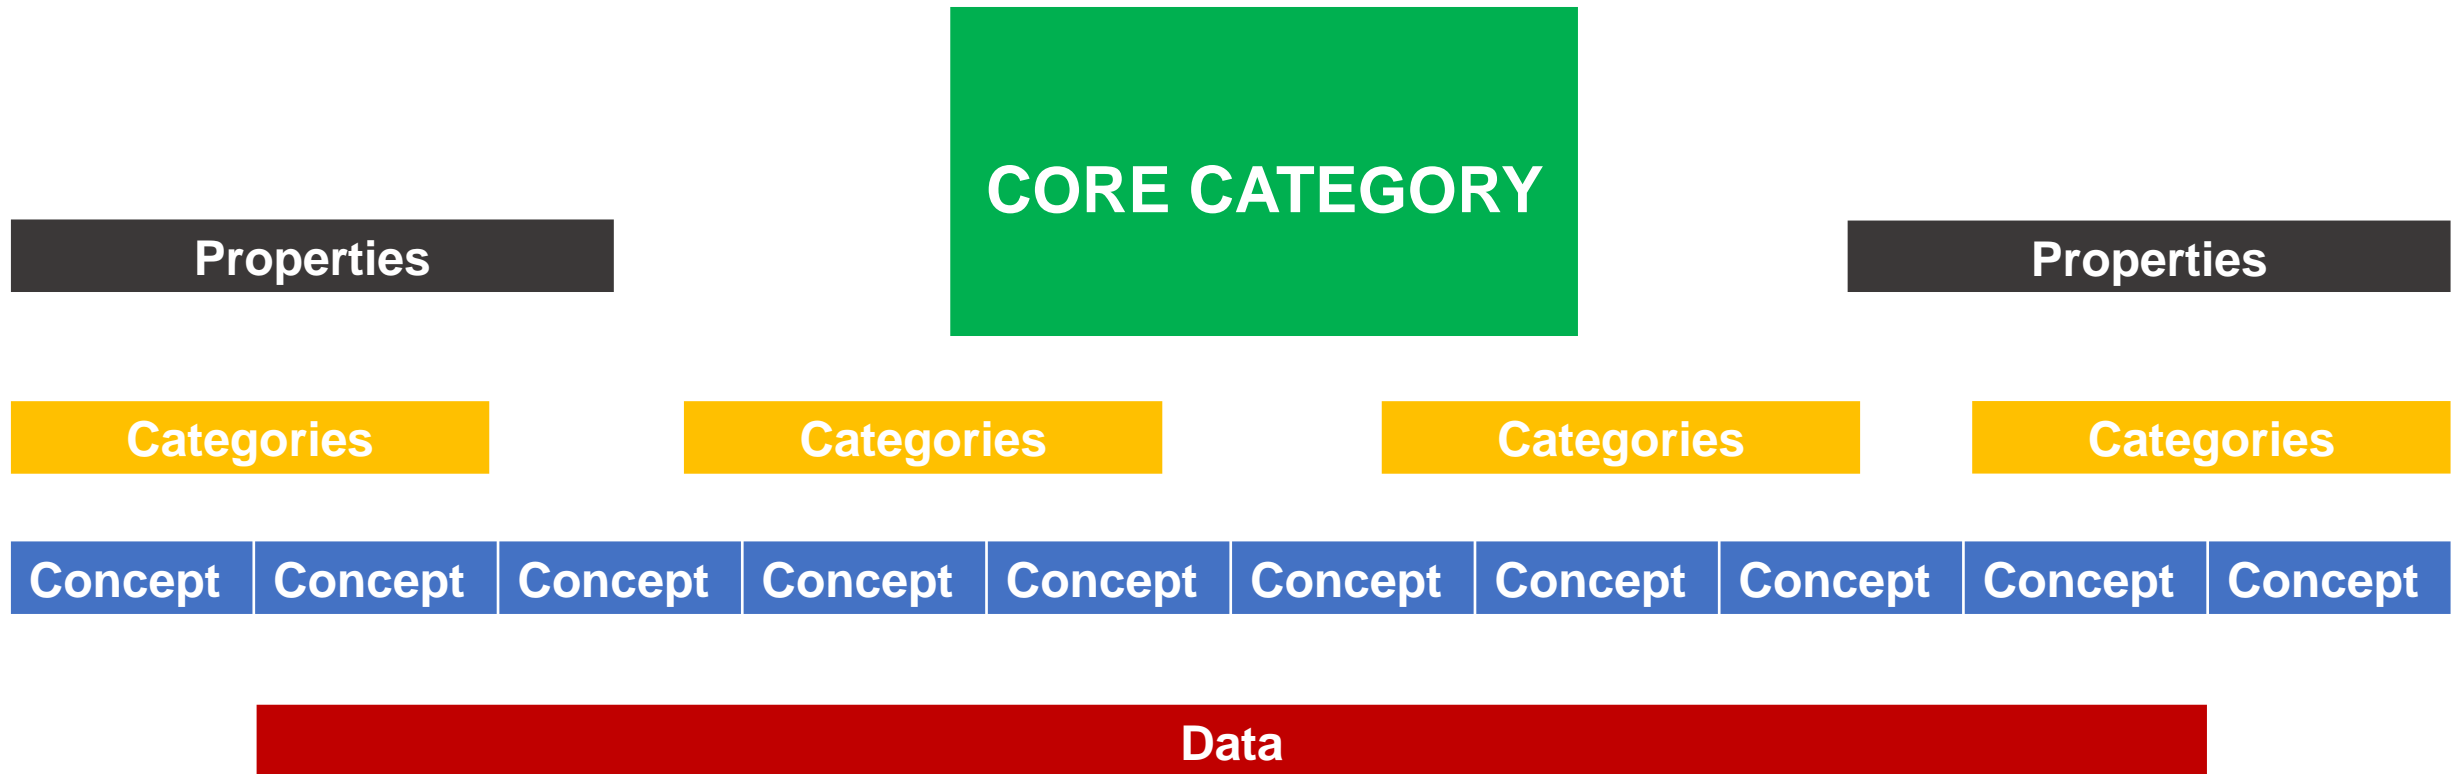 CORE CATEGORY
Properties
Properties
Categories
Categories
Categories
Categories
Concept
Concept
Concept
Concept
Concept
Concept
Concept
Concept
Concept
Concept
Data